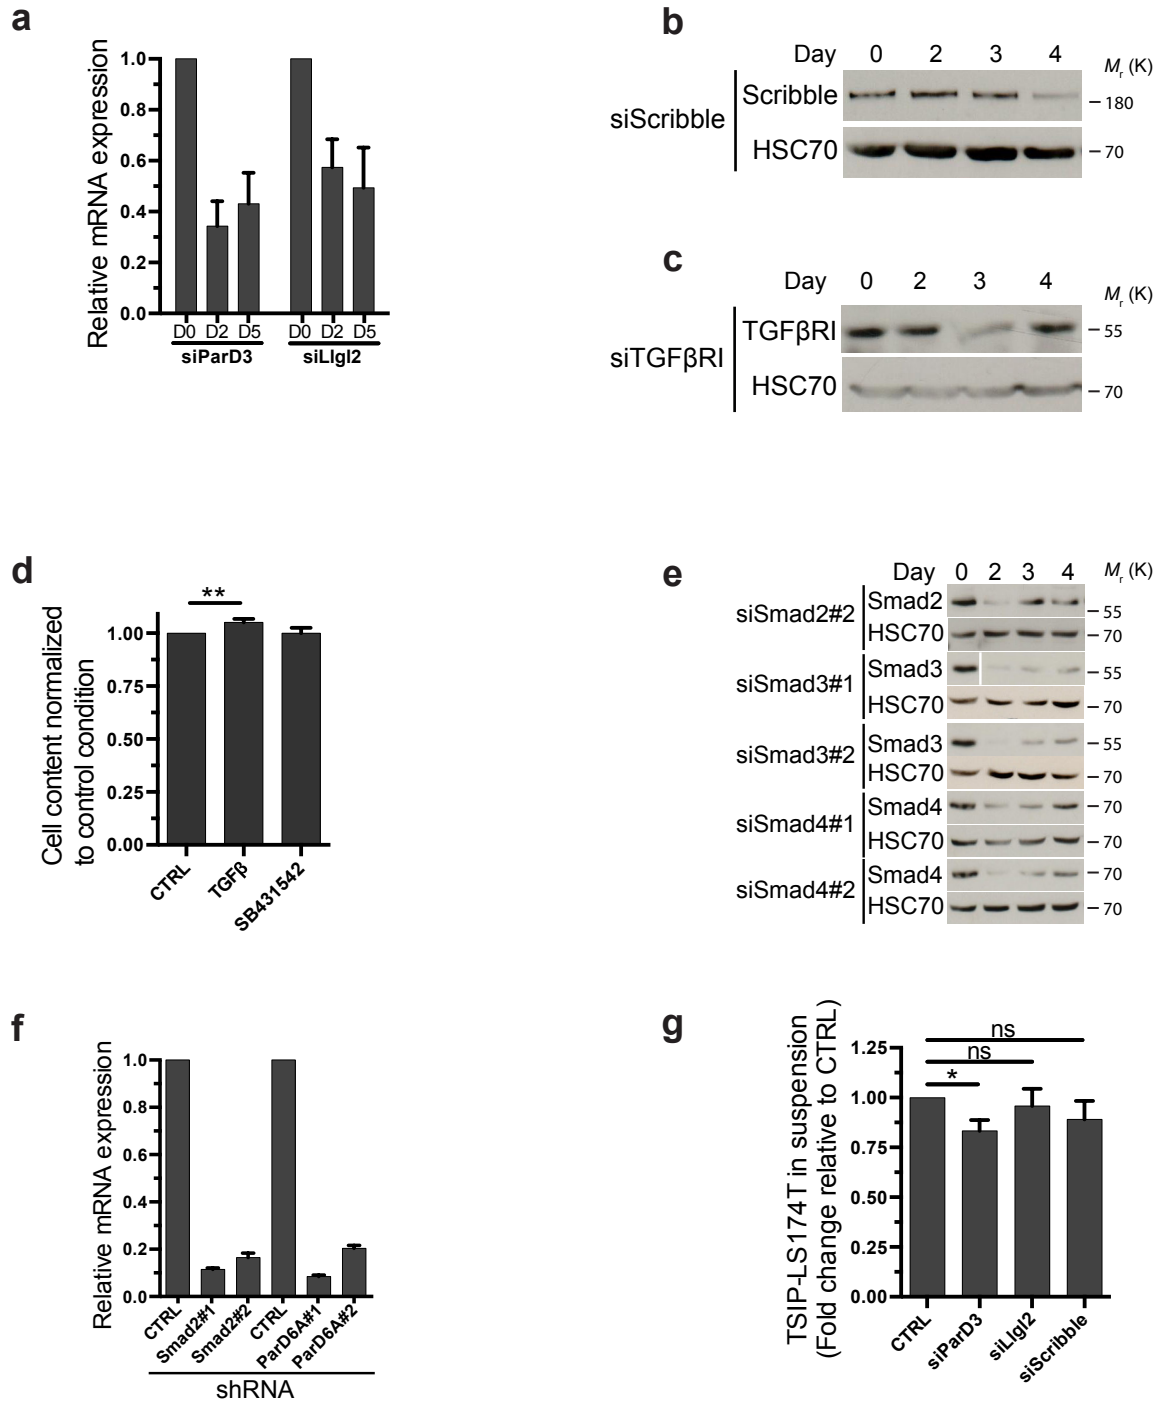 a
Relative mRNA expression
1.0
0.8
0.6
0.4
0.2
0.0
D0 D2 D5 D0 D2 D5
siParD3 siLlgl2
b
Day 0 2 3 4
Mr (K)
siScribble
Scribble
180
HSC70
70
c
Day 0 2 3 4
Mr (K)
siTGFβRI
TGFβRI
55
HSC70
70
d
Cell content normalized
to control condition
**
1.00
0.75
0.50
0.25
0.00
CTRL
TGFβ
SB431542
e
Day 0 2 3 4 Mr (K)
siSmad2#2
Smad2 55
HSC70 70
siSmad3#1
Smad3 55
HSC70 70
siSmad3#2
Smad3 55
HSC70 70
siSmad4#1
Smad4 70
HSC70 70
siSmad4#2
Smad4 70
HSC70 70
f
Relative mRNA expression
1.0
0.8
0.6
0.4
0.2
0.0
CTRL
Smad2#1
Smad2#2
CTRL
ParD6A#1
ParD6A#2
shRNA
g
TSIP-LS174T in suspension
(Fold change relative to CTRL)
ns
ns
*
1.25
1.00
0.75
0.50
0.25
0.00
CTRL
siParD3
siLlgl2
siScribble